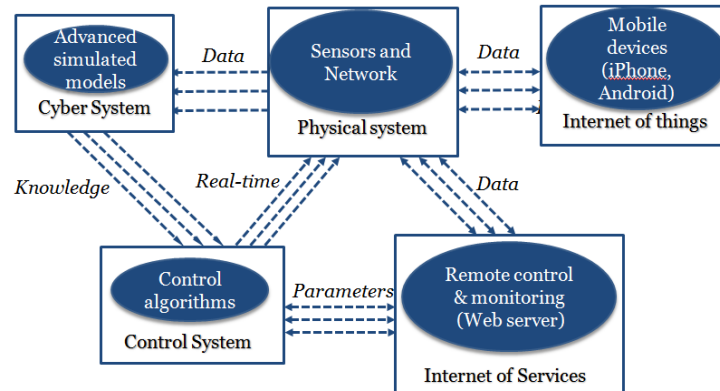 Advanced
simulated
models
Cyber System
Data
Sensors and
Network
Physical system
Data
Mobile
devices
(iPhone,
Android)
Internet of things
Knowledge
Real-time
Data
Control
algorithms
Control System
Parameters
Remote control
& monitoring
(Web server)
Internet of Services